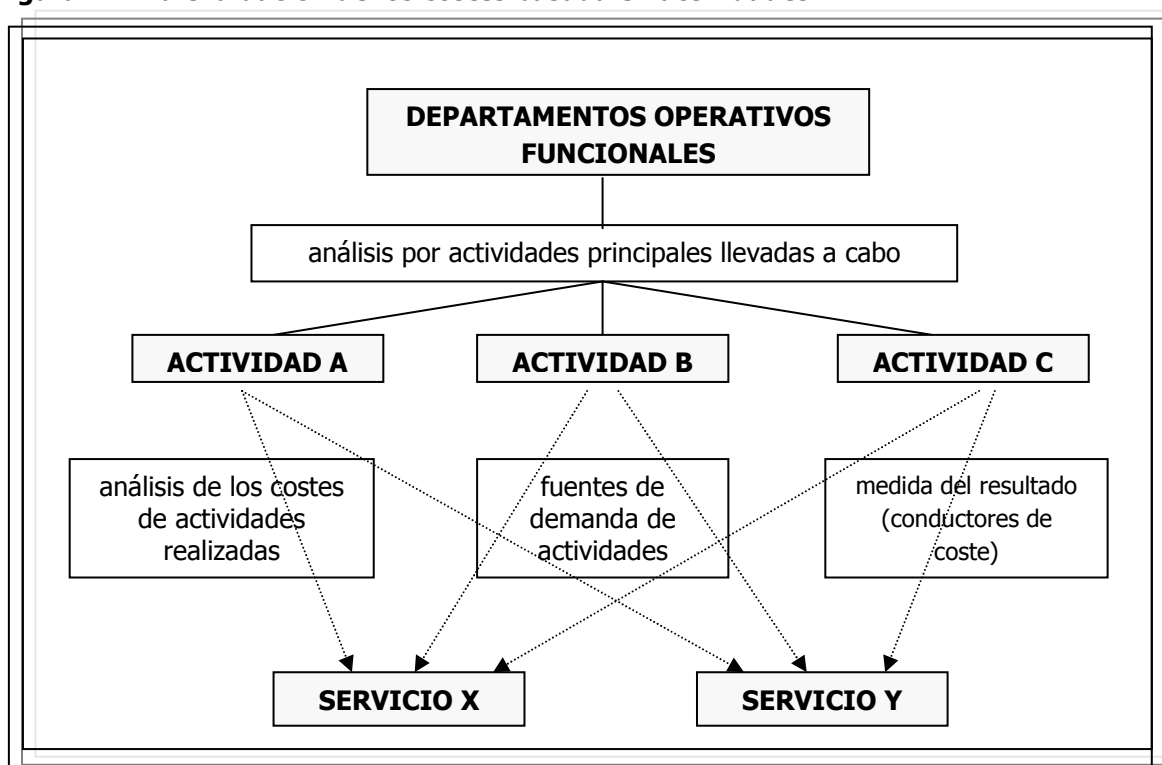 DEPARTAMENTOS OPERATIVOS
FUNCIONALES
análisis por actividades principales llevadas a cabo
ACTIVIDAD A
ACTIVIDAD B
ACTIVIDAD C
análisis de los costes
de actividades
realizadas
fuentes de
demanda de
actividades
medida del resultado
(conductores de
coste)
SERVICIO X
SERVICIO Y